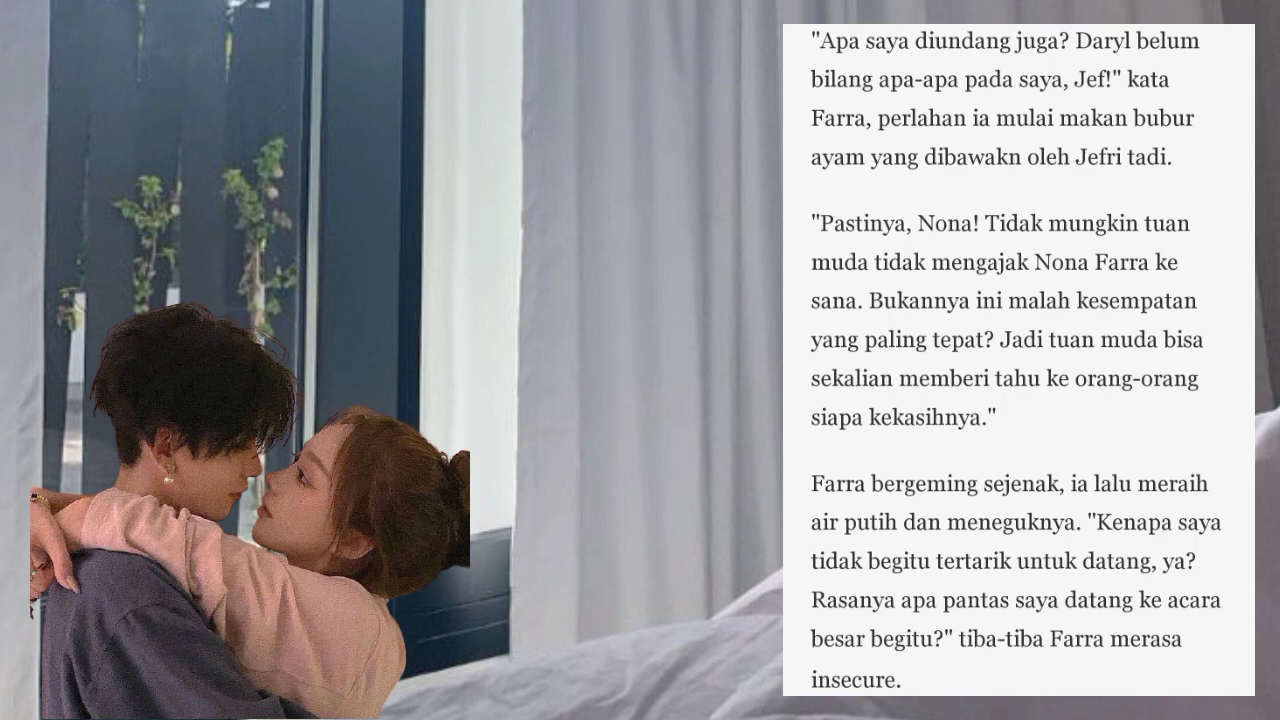 "Apa saya diundang juga? Daryl belum
bilang apa-apa pada saya, Jef!" kata
Farra, perlahan ia mulai makan bubur
ayam yang dibawakn oleh Jefri tadi.
"Pastinya, Nona! Tidak mungkin tuan
muda tidak mengajak Nona Farra ke
sana. Bukannya ini malah kesempatan
yang paling tepat? Jadi tuan muda bisa
sekalian memberi tahu ke orang-orang
siapa kekasihnya."
Farra bergeming sejenak, ia lalu meraih
air putih dan meneguknya. "Kenapa saya
tidak begitu tertarik untuk datang, ya?
Rasanya apa pantas saya datang ke acara
besar begitu?" tiba-tiba Farra merasa
insecure.